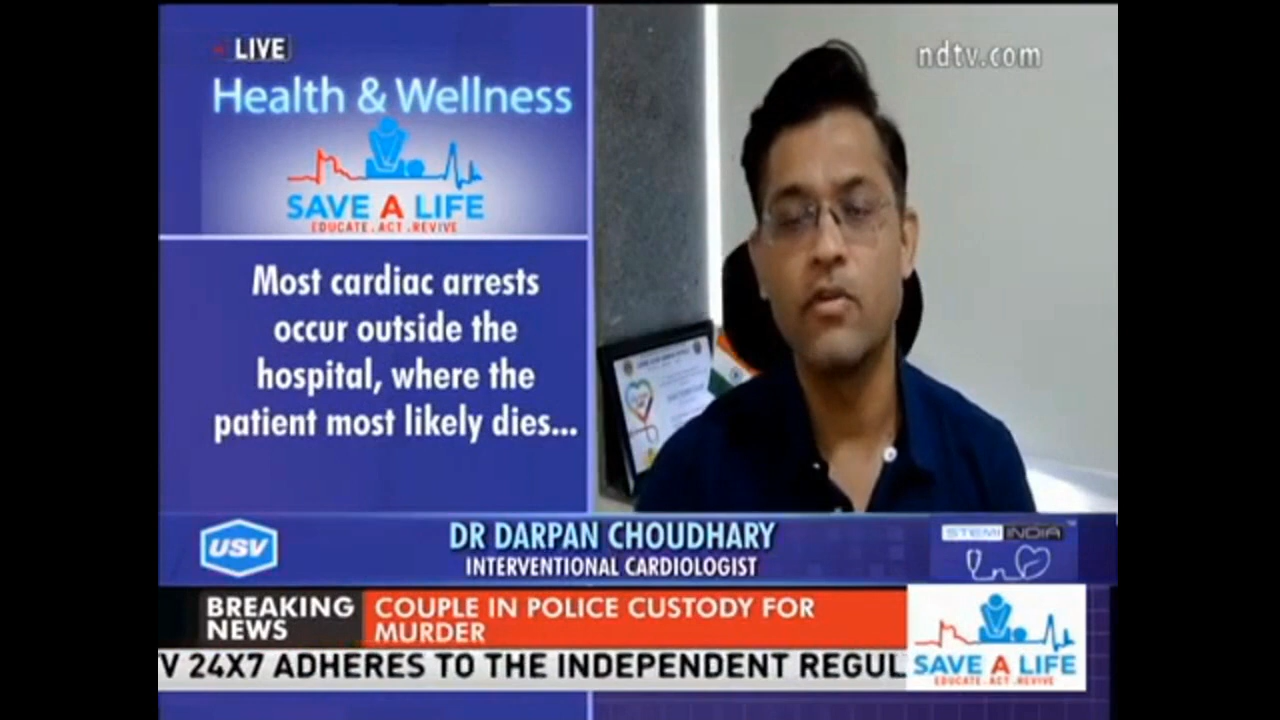 LIVE
Health & Wellness
SAVE A LIFE
EDUCATE . ACT . REVIVE
Most cardiac arrests
occur outside the
hospital, where the
patient most likely dies...
ndtv.com
USV
DR DARPAN CHOUDHARY
INTERVENTIONAL CARDIOLOGIST
STEMI INDIA
BREAKING
NEWS
COUPLE IN POLICE CUSTODY FOR
MURDER
V 24X7 ADHERES TO THE INDEPENDENT REGUL
SAVE A LIFE
EDUCATE . ACT . REVIVE